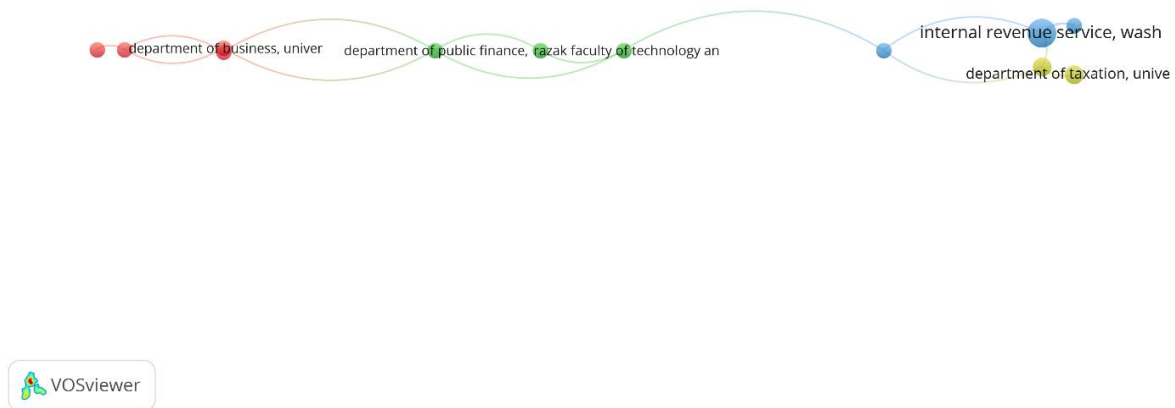 internal revenue service, wash
department of business, univer
department of public finance,
razak faculty of technology an
department of taxation, unive
VOSviewer